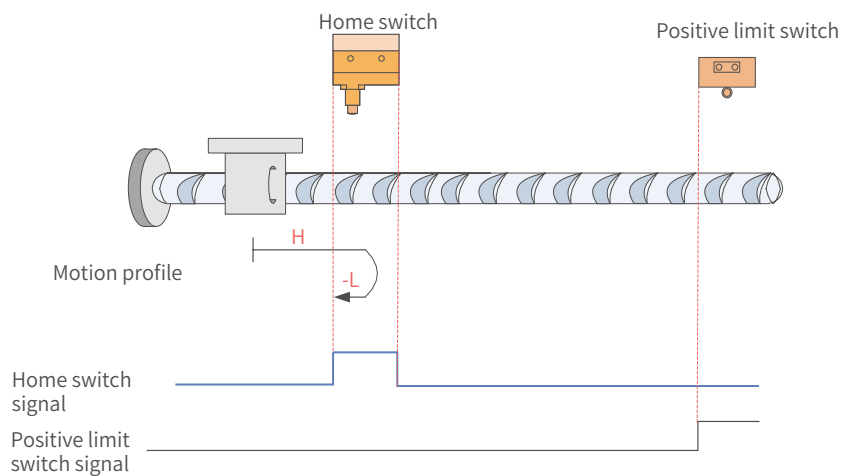 Home switch
Positive limit switch
H
Motion profile
-L
Home switch
signal
Positive limit
switch signal